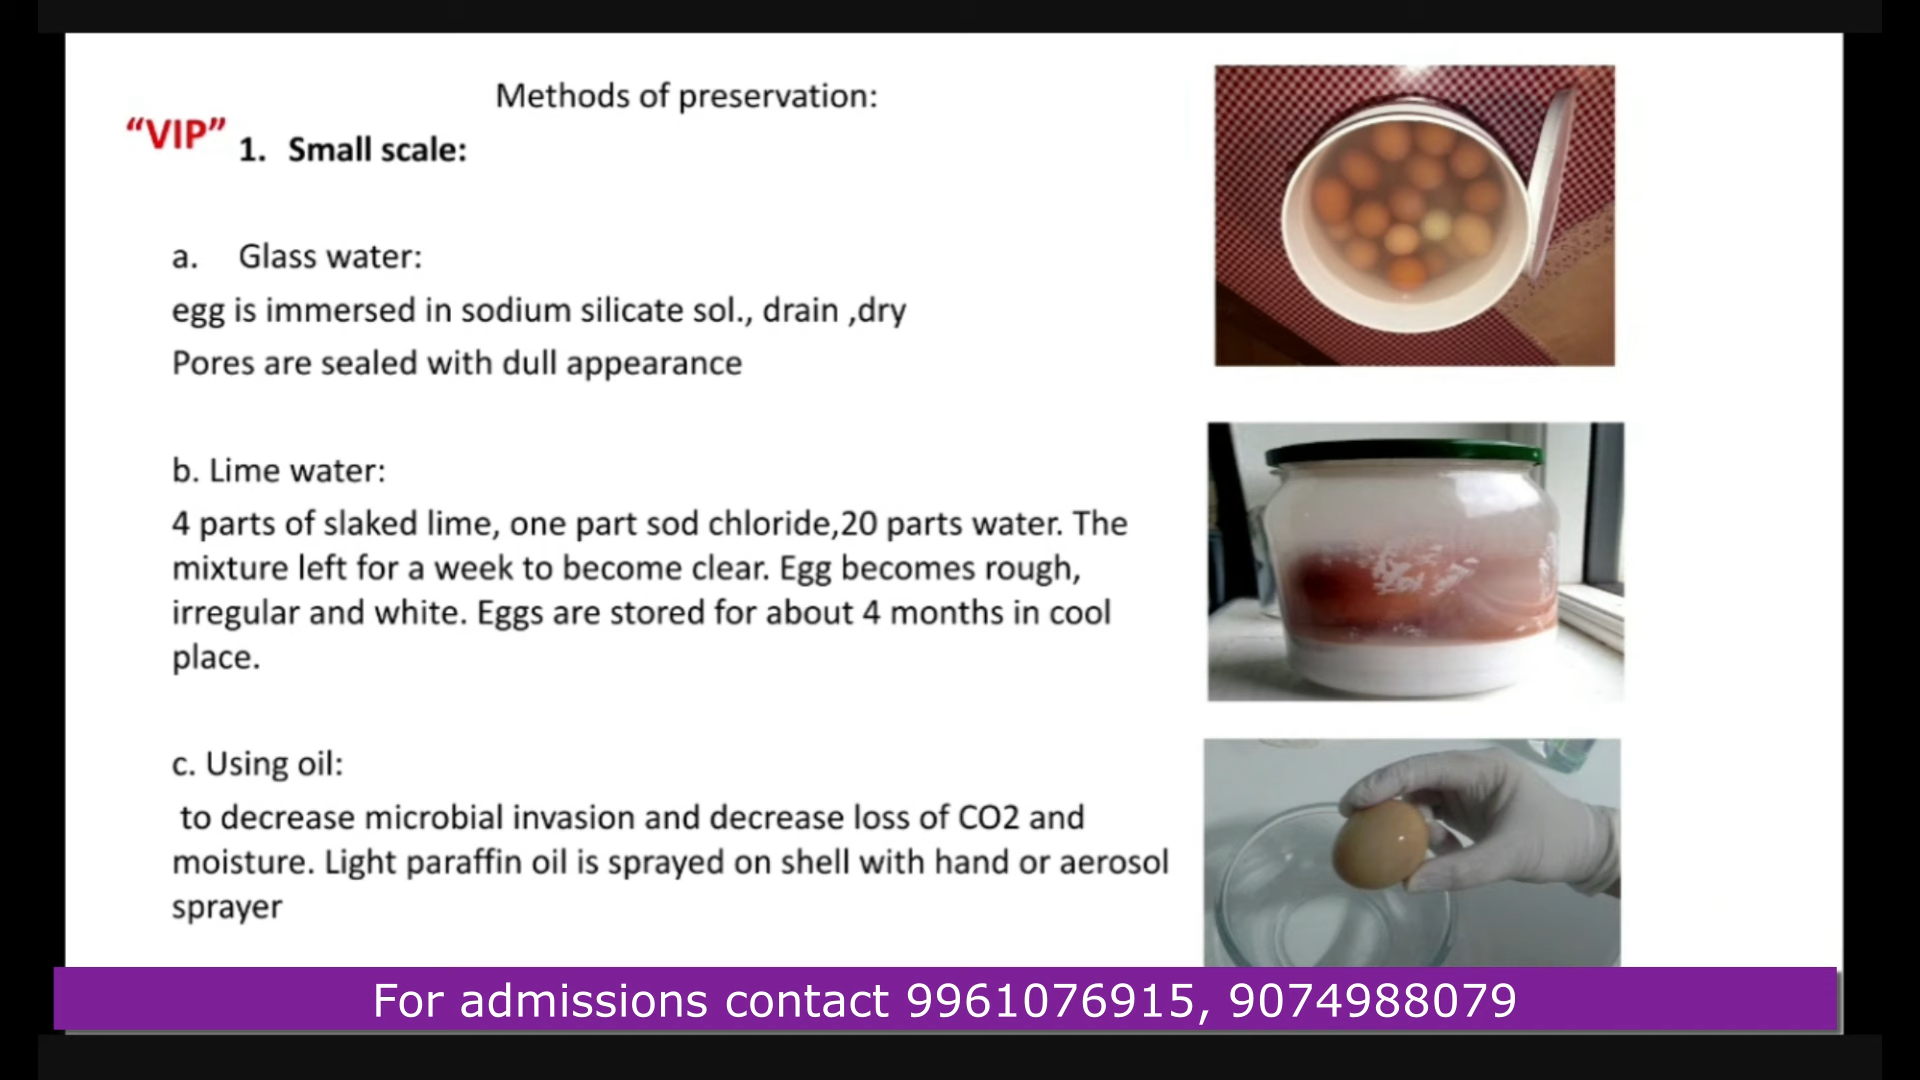 Methods of preservation:
“VIP”
1. Small scale:
a. Glass water:
egg is immersed in sodium silicate sol., drain ,dry
Pores are sealed with dull appearance
b. Lime water:
4 parts of slaked lime, one part sod chloride,20 parts water. The
mixture left for a week to become clear. Egg becomes rough,
irregular and white. Eggs are stored for about 4 months in cool
place.
c. Using oil:
to decrease microbial invasion and decrease loss of CO2 and
moisture. Light paraffin oil is sprayed on shell with hand or aerosol
sprayer
For admissions contact 9961076915, 9074988079